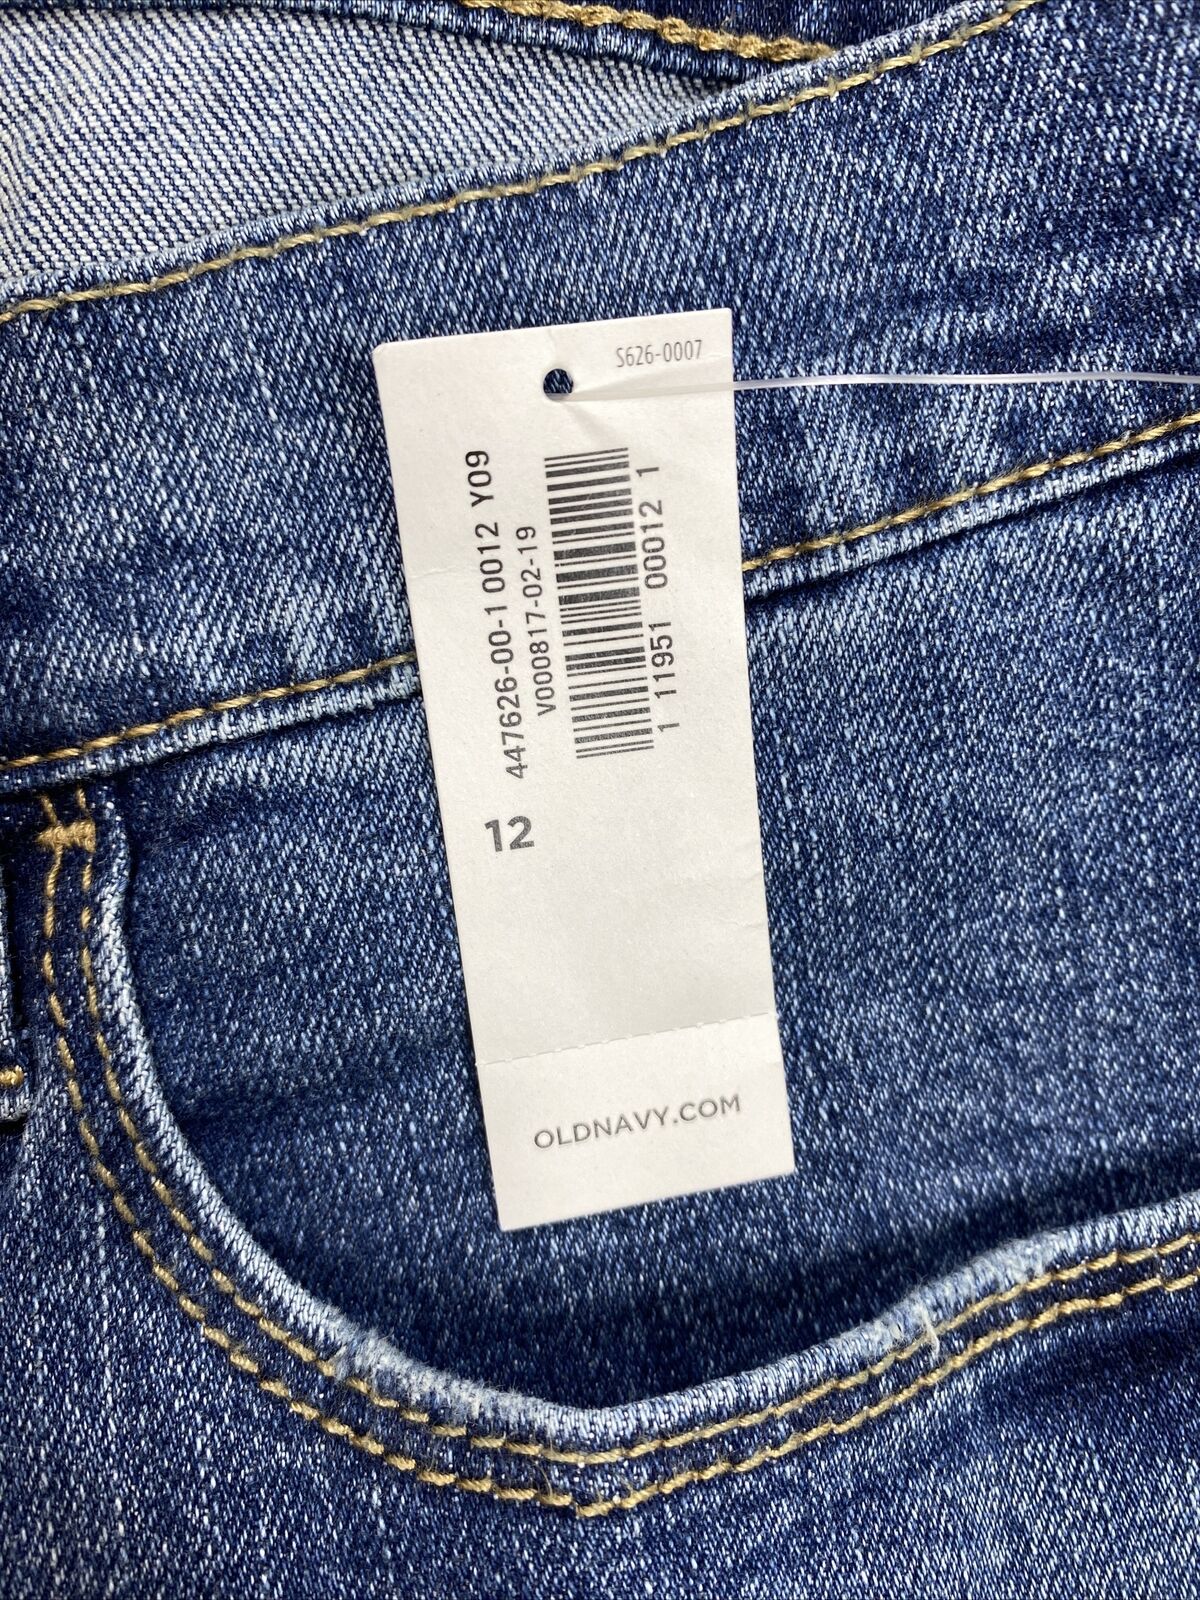 S626-0007
447626-00-1 0012 Y09
V000817-02-19
1 11951 00012 1
12
OLDNAVY.COM